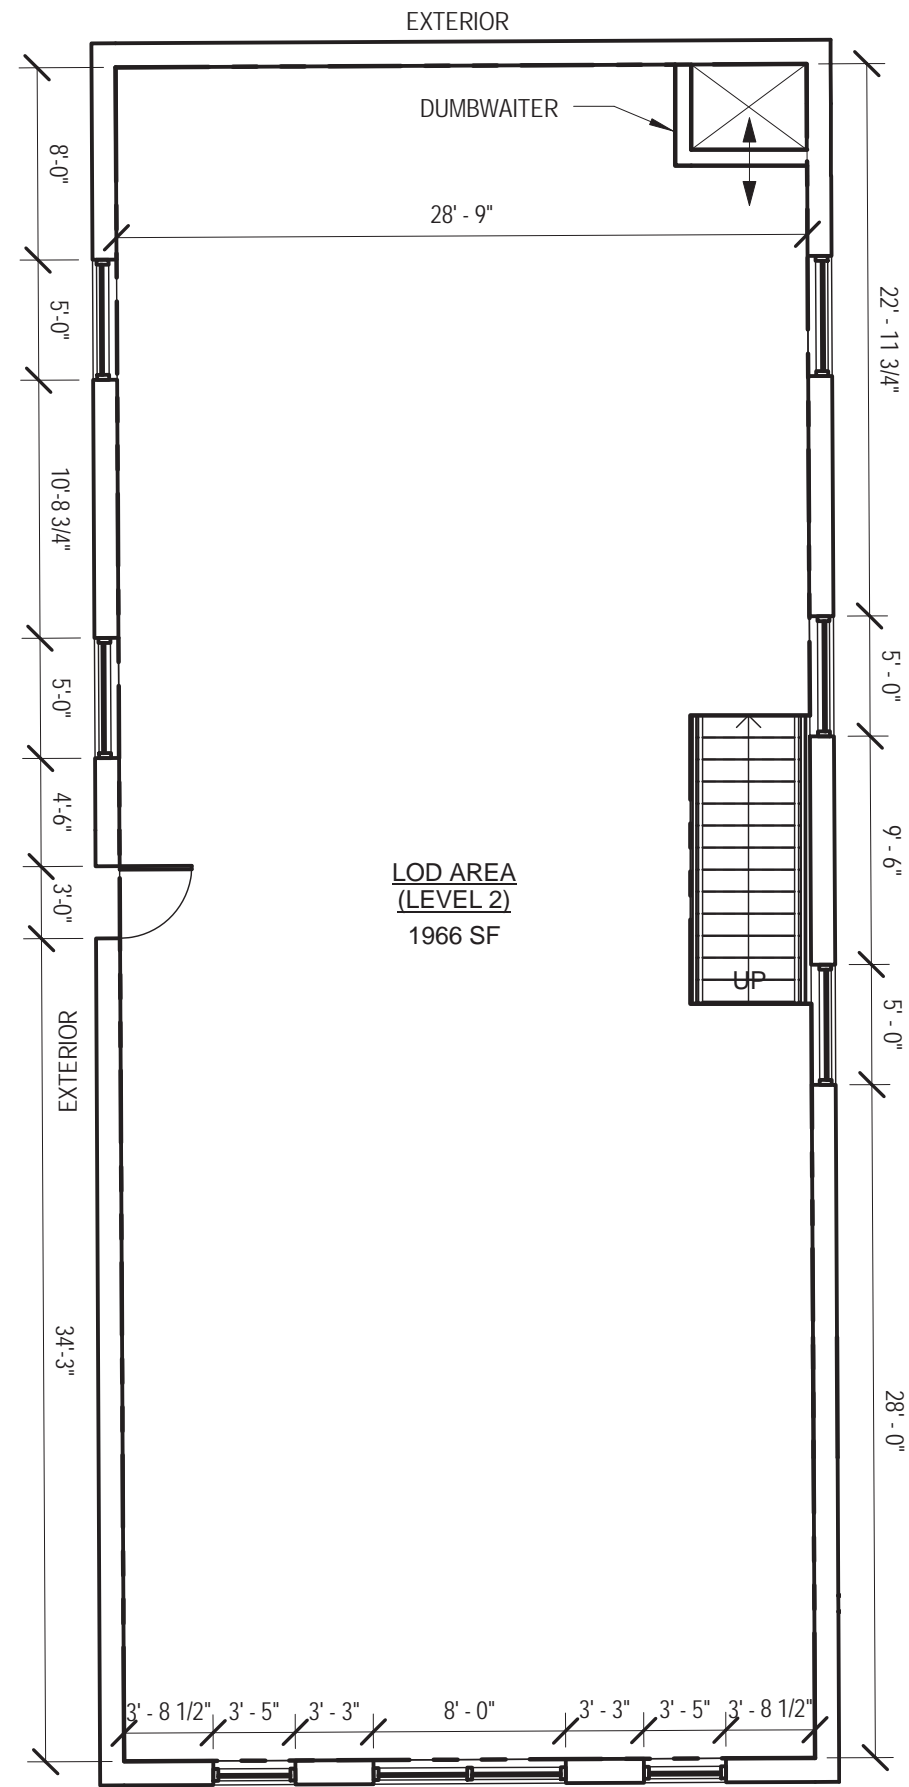 EXTERIOR
DUMBWAITER
28' - 9"
8'-0"
5'-0"
10'-8 3/4"
5'-0"
4'-6"
3'-0"
EXTERIOR
34'-3"
22' - 11 3/4"
5' - 0"
9' - 6"
5' - 0"
28' - 0"
LOD AREA
(LEVEL 2)
1966 SF
UP
3' - 8 1/2" 3' - 5" 3' - 3" 8' - 0" 3' - 3" 3' - 5" 3' - 8 1/2"